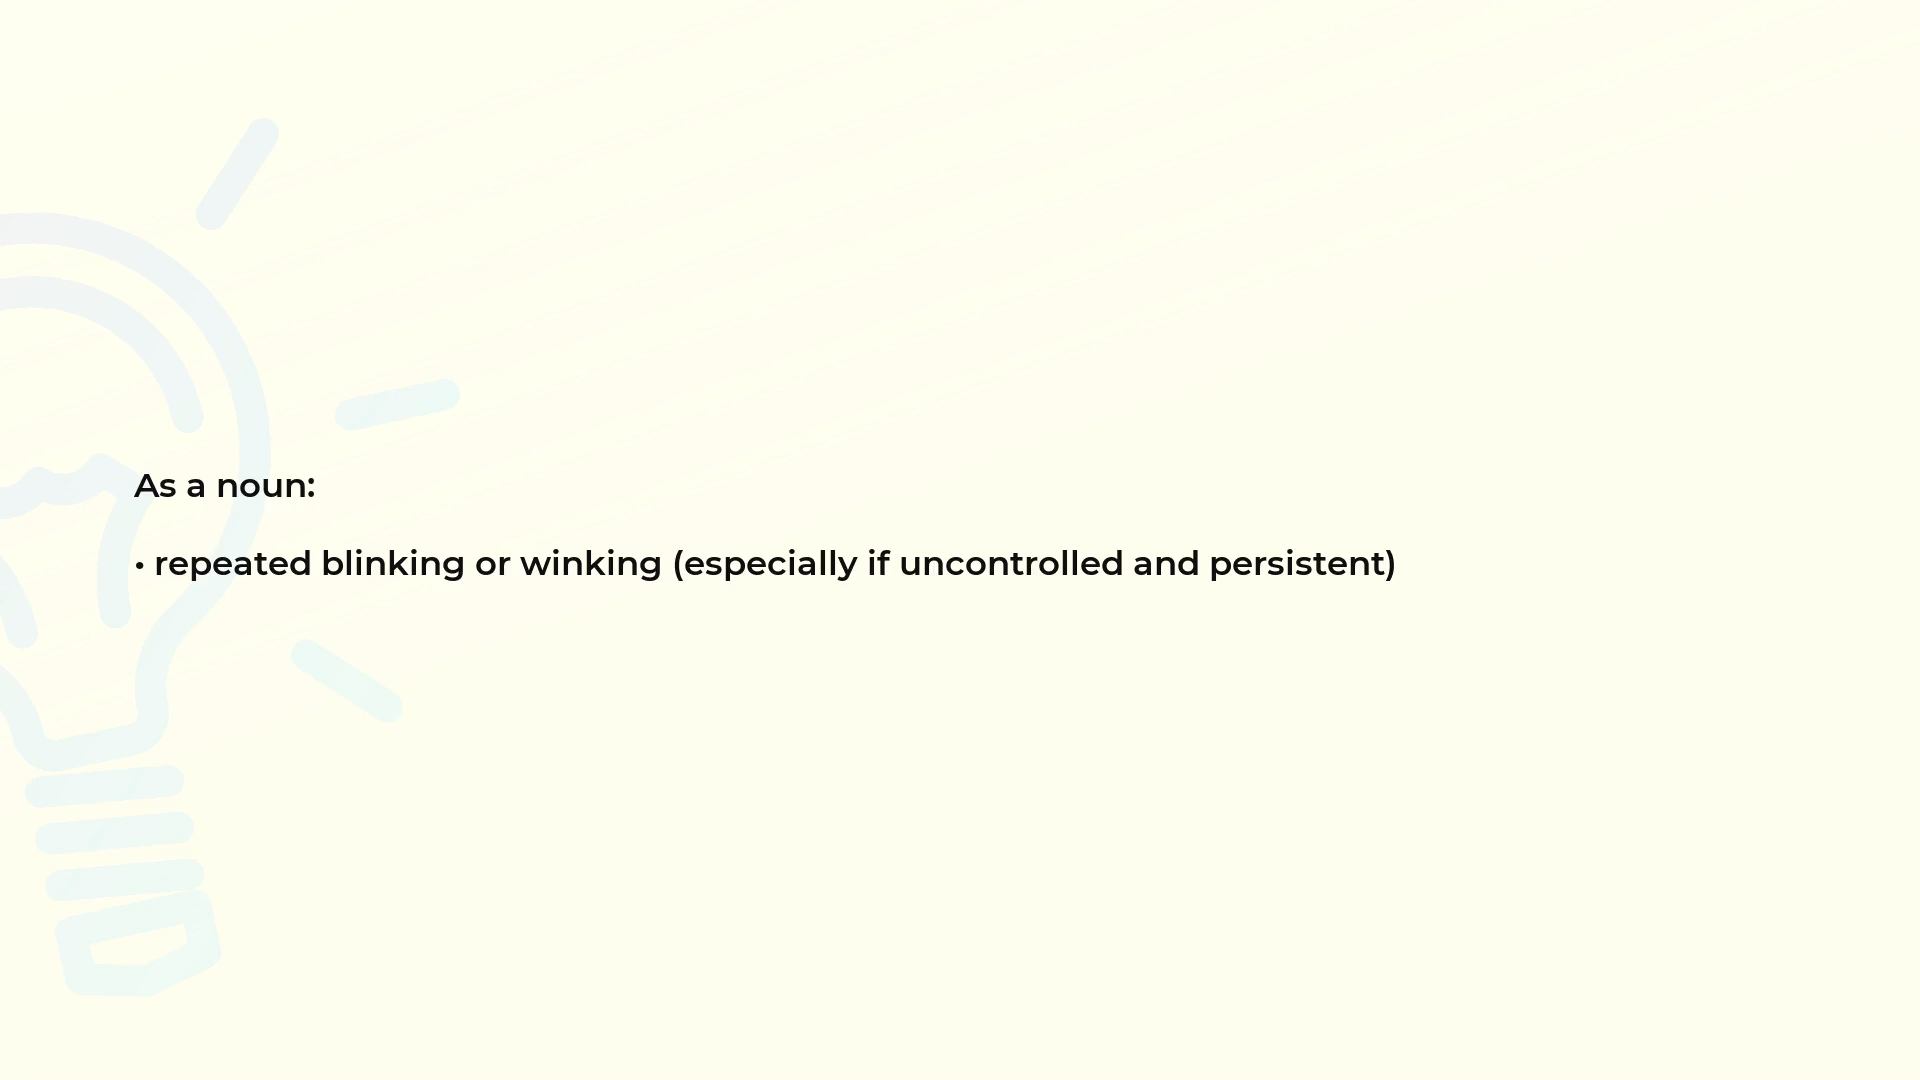 As a noun:
• repeated blinking or winking (especially if uncontrolled and persistent)